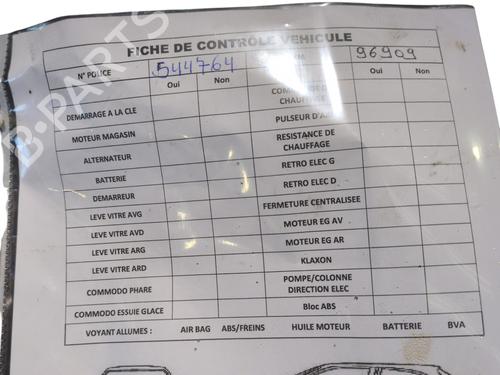 FICHE DE CONTRÔLE VEHICULE
N° POLICE 544764 96909
Oui Non Oui Non
DEMARRAGE A LA CLE CHAUFFAGE
MOTEUR MAGASIN PULSEUR D'
ALTERNATEUR RESISTANCE DE CHAUFFAGE
BATTERIE RETRO ELEC G
DEMARREUR RETRO ELEC D
LEVE VITRE AVG FERMETURE CENTRALISEE
LEVE VITRE AVD MOTEUR EG AV
LEVE VITRE ARG MOTEUR EG AR
LEVE VITRE ARD KLAXON
COMMODO PHARE POMPE/COLONNE DIRECTION ELEC
COMMODO ESSUIE GLACE Bloc ABS
VOYANT ALLUMES : AIR BAG ABS/FREINS HUILE MOTEUR BATTERIE BVA
B-PARTS